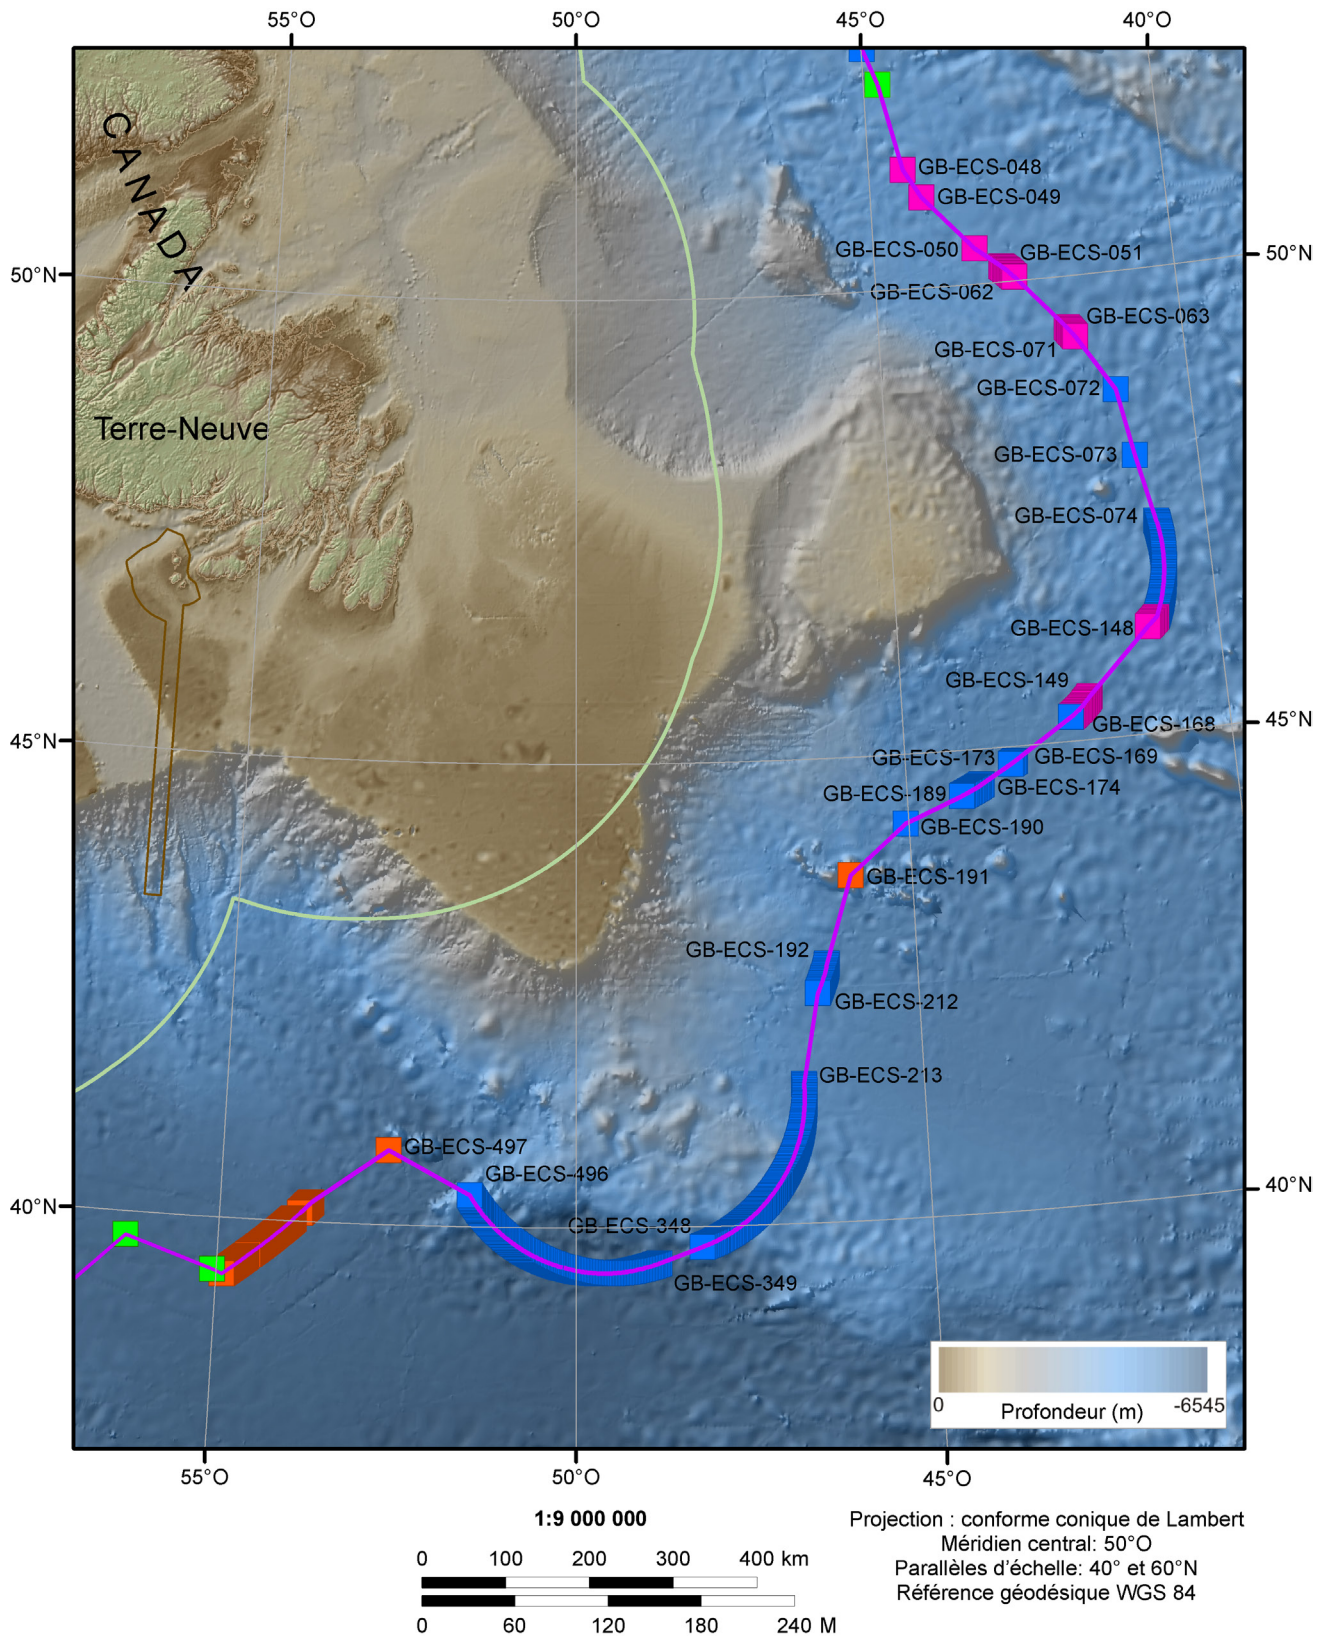 55°O
50°O
45°O
40°O
CANADA
GB-ECS-048
GB-ECS-049
GB-ECS-050
GB-ECS-051
50°N
50°N
GB-ECS-062
GB-ECS-063
GB-ECS-071
GB-ECS-072
Terre-Neuve
GB-ECS-073
GB-ECS-074
GB-ECS-148
GB-ECS-149
GB-ECS-168
45°N
45°N
GB-ECS-173
GB-ECS-169
GB-ECS-174
GB-ECS-189
GB-ECS-190
GB-ECS-191
GB-ECS-192
GB-ECS-212
GB-ECS-213
GB-ECS-497
GB-ECS-496
40°N
40°N
GB-ECS-348
GB-ECS-349
0
-6545
Profondeur (m)
55°O
50°O
45°O
1:9 000 000
0 100 200 300 400 km
0 60 120 180 240 M
Projection : conforme conique de Lambert
Méridien central: 50°O
Parallèles d'échelle: 40° et 60°N
Référence géodésique WGS 84